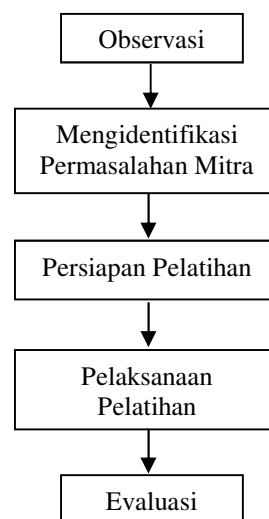 Observasi
Mengidentifikasi
Permasalahan Mitra
Persiapan Pelatihan
Pelaksanaan
Pelatihan
Evaluasi